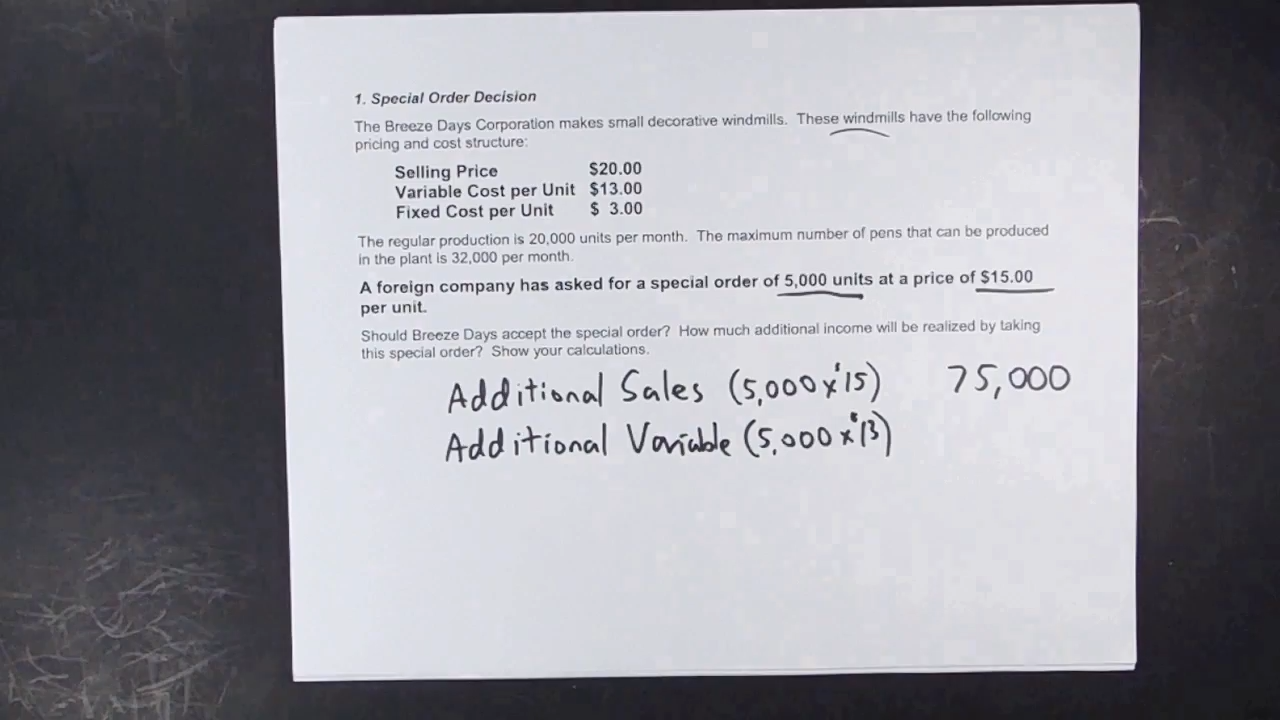 1. Special Order Decision
The Breeze Days Corporation makes small decorative windmills. These windmills have the following
pricing and cost structure:
Selling Price $20.00
Variable Cost per Unit $13.00
Fixed Cost per Unit $ 3.00
The regular production is 20,000 units per month. The maximum number of pens that can be produced
in the plant is 32,000 per month.
A foreign company has asked for a special order of 5,000 units at a price of $15.00
per unit.
Should Breeze Days accept the special order? How much additional income will be realized by taking
this special order? Show your calculations.
Additional Sales (5,000 x $15) 75,000
Additional Variable (5,000 x $13)